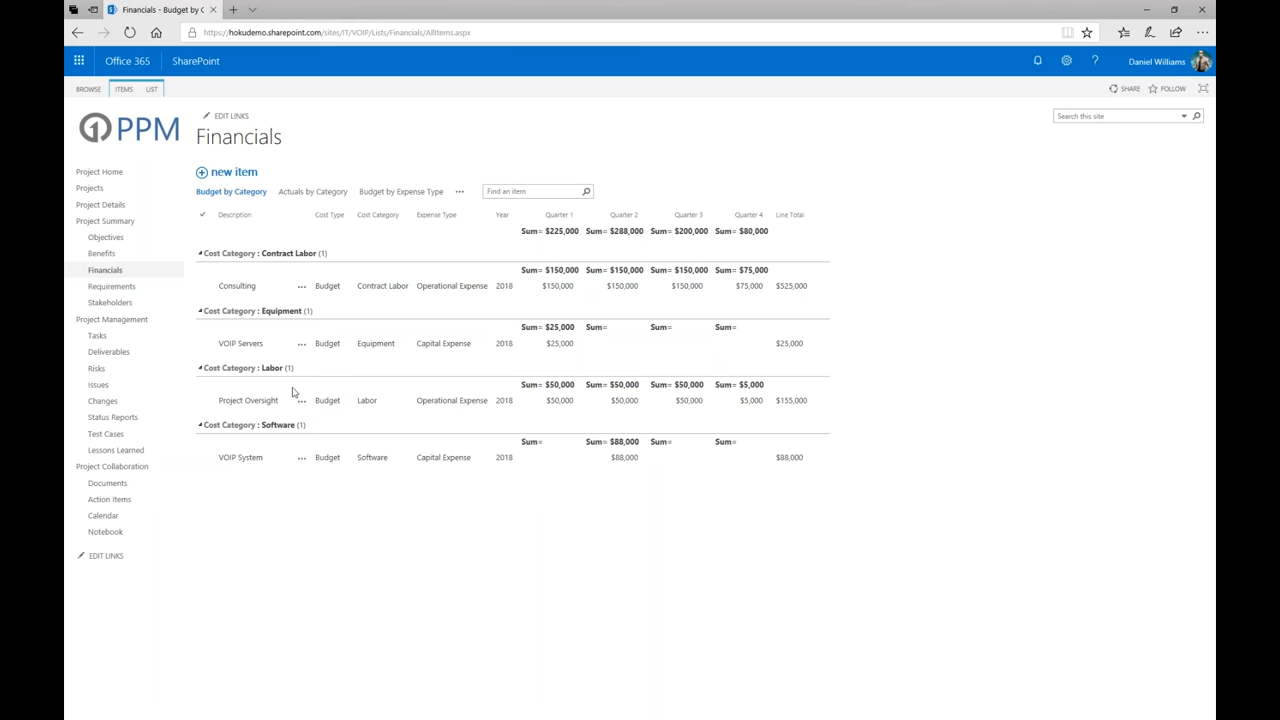 Financials - Budget by C
https://hokudemo.sharepoint.com/sites/IT/VOIP/Lists/Financials/AllItems.aspx
Office 365 SharePoint Daniel Williams
BROWSE ITEMS LIST SHARE FOLLOW
1PPM
EDIT LINKS
Financials
Search this site
new item
Budget by Category Actuals by Category Budget by Expense Type ... Find an item
Description Cost Type Cost Category Expense Type Year Quarter 1 Quarter 2 Quarter 3 Quarter 4 Line Total
Sum= $225,000 Sum= $288,000 Sum= $200,000 Sum= $80,000
Cost Category : Contract Labor (1)
Sum= $150,000 Sum= $150,000 Sum= $150,000 Sum= $75,000
Consulting ... Budget Contract Labor Operational Expense 2018 $150,000 $150,000 $150,000 $75,000 $525,000
Cost Category : Equipment (1)
Sum= $25,000 Sum= Sum= Sum=
VOIP Servers ... Budget Equipment Capital Expense 2018 $25,000 $25,000
Cost Category : Labor (1)
Sum= $50,000 Sum= $50,000 Sum= $50,000 Sum= $5,000
Project Oversight ... Budget Labor Operational Expense 2018 $50,000 $50,000 $50,000 $5,000 $155,000
Cost Category : Software (1)
Sum= Sum= $88,000 Sum= Sum=
VOIP System ... Budget Software Capital Expense 2018 $88,000 $88,000
Project Home
Projects
Project Details
Project Summary
Objectives
Benefits
Financials
Requirements
Stakeholders
Project Management
Tasks
Deliverables
Risks
Issues
Changes
Status Reports
Test Cases
Lessons Learned
Project Collaboration
Documents
Action Items
Calendar
Notebook
EDIT LINKS